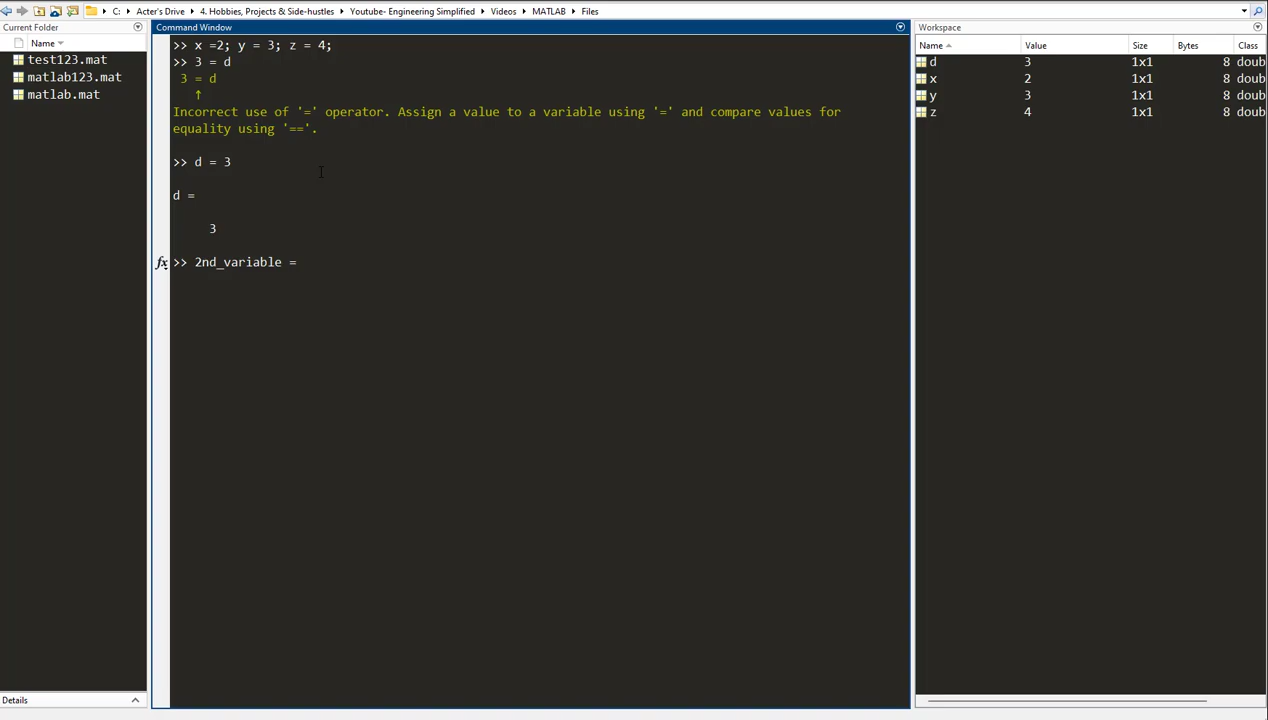 C: ▸ Acter's Drive ▸ 4. Hobbies, Projects & Side-hustles ▸ Youtube- Engineering Simplified ▸ Videos ▸ MATLAB ▸ Files
Current Folder
Name
test123.mat
matlab123.mat
matlab.mat
Details
Command Window
>> x =2; y = 3; z = 4;
>> 3 = d
3 = d
↑
Incorrect use of '=' operator. Assign a value to a variable using '=' and compare values for
equality using '=='.
>> d = 3
d =
3
fx >> 2nd_variable =
Workspace
Name Value Size Bytes Class
d 3 1x1 8 doub
x 2 1x1 8 doub
y 3 1x1 8 doub
z 4 1x1 8 doub